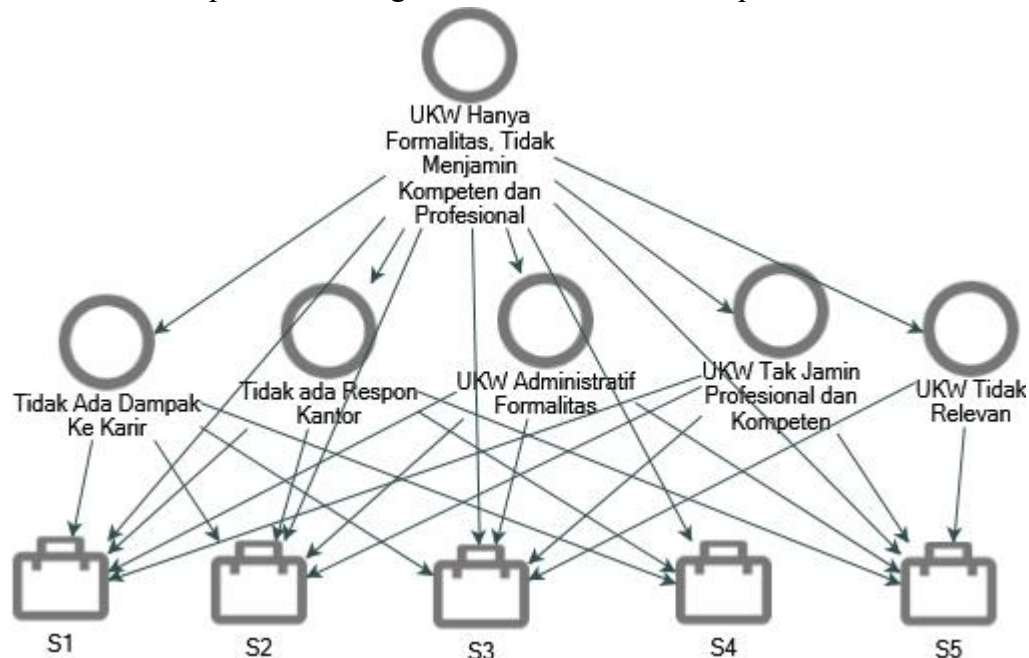 UKW Hanya
Formalitas, Tidak
Menjamin
Kompeten dan
Profesional
Tidak Ada Dampak
Ke Karir
Tidak ada Respon
Kantor
UKW Administratif
Formalitas
UKW Tak Jamin
Profesional dan
Kompeten
UKW Tidak
Relevan
S1
S2
S3
S4
S5